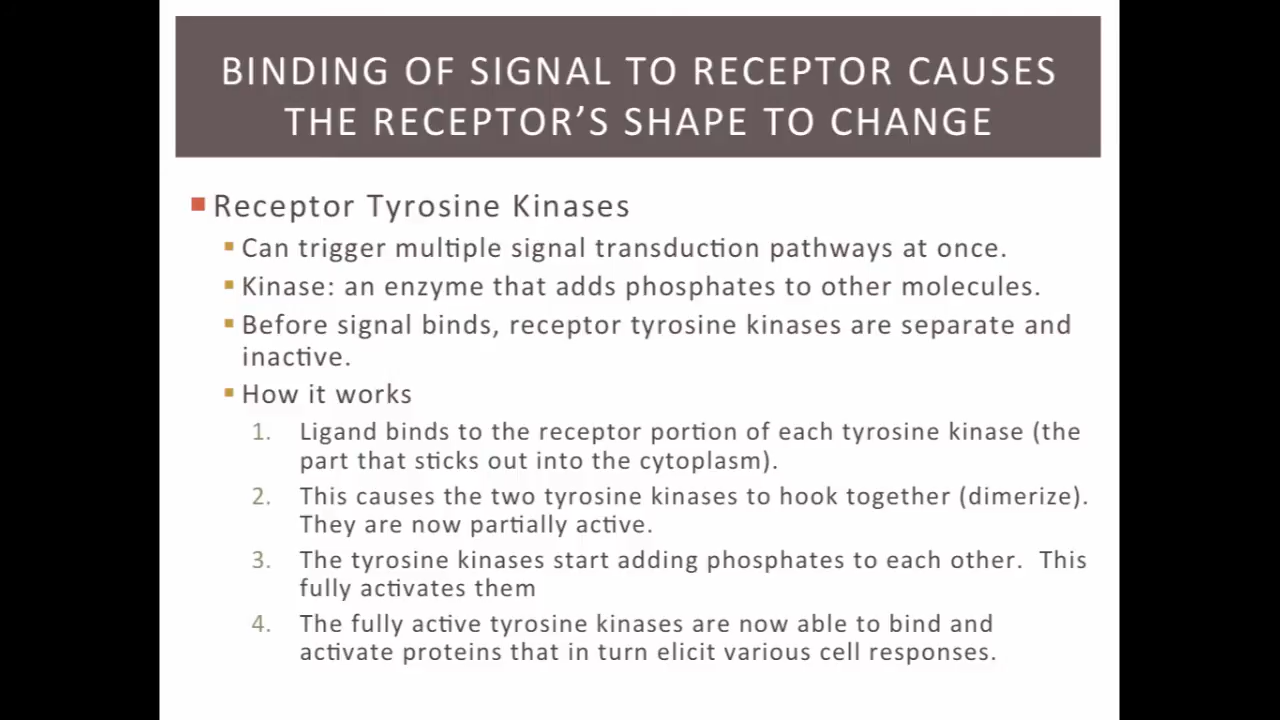 BINDING OF SIGNAL TO RECEPTOR CAUSES
THE RECEPTOR’S SHAPE TO CHANGE
Receptor Tyrosine Kinases
Can trigger multiple signal transduction pathways at once.
Kinase: an enzyme that adds phosphates to other molecules.
Before signal binds, receptor tyrosine kinases are separate and
inactive.
How it works
1. Ligand binds to the receptor portion of each tyrosine kinase (the
part that sticks out into the cytoplasm).
2. This causes the two tyrosine kinases to hook together (dimerize).
They are now partially active.
3. The tyrosine kinases start adding phosphates to each other.  This
fully activates them
4. The fully active tyrosine kinases are now able to bind and
activate proteins that in turn elicit various cell responses.